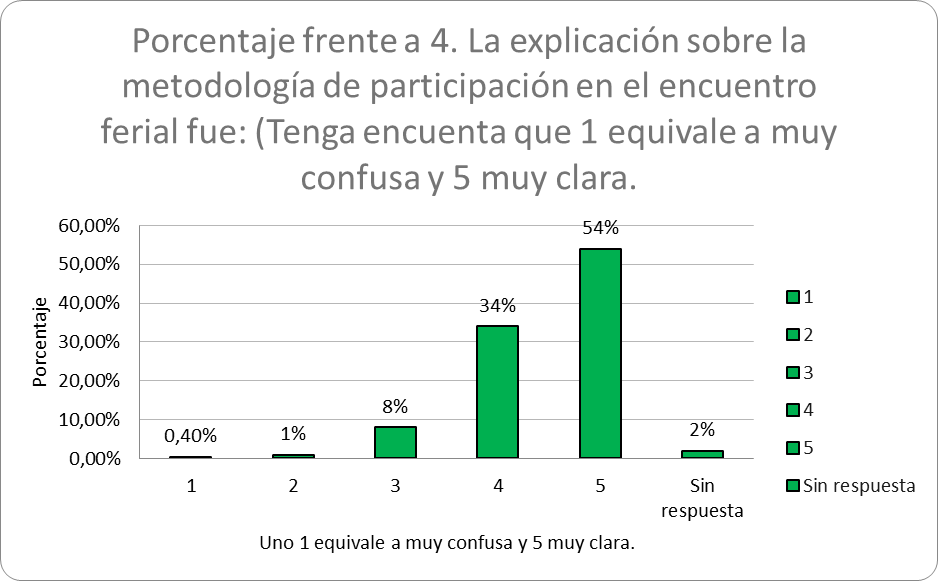 Porcentaje frente a 4. La explicación sobre la
metodología de participación en el encuentro
ferial fue: (Tenga encuenta que 1 equivale a muy
confusa y 5 muy clara.
60,00%
50,00%
40,00%
30,00%
20,00%
10,00%
0,00%
Porcentaje
0,40%
1%
8%
34%
54%
2%
1
2
3
4
5
Sin
respuesta
Uno 1 equivale a muy confusa y 5 muy clara.
1
2
3
4
5
Sin respuesta